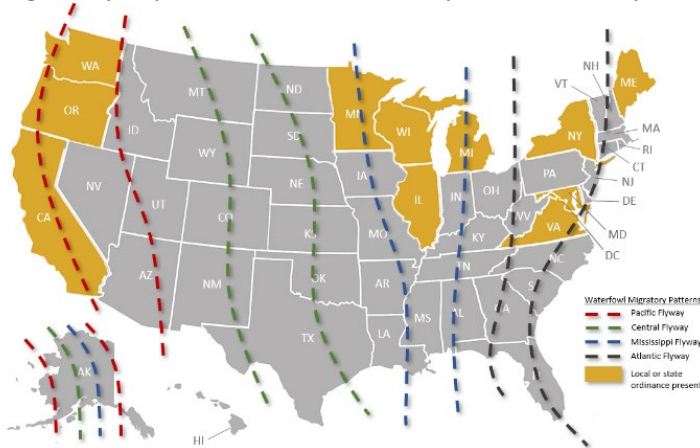 WA
MT
ND
MN
OR
ID
SD
WI
MI
VT
NH
ME
NY
MA
RI
CT
WY
NV
UT
CO
NE
IA
IL
IN
OH
PA
NJ
DE
MD
DC
CA
KS
MO
KY
WV
VA
AZ
NM
OK
AR
TN
NC
TX
LA
MS
AL
GA
S
AK
HI
Waterfowl Migratory Patterns
Pacific Flyway
Central Flyway
Mississippi Flyway
Atlantic Flyway
Local or state
ordinance present